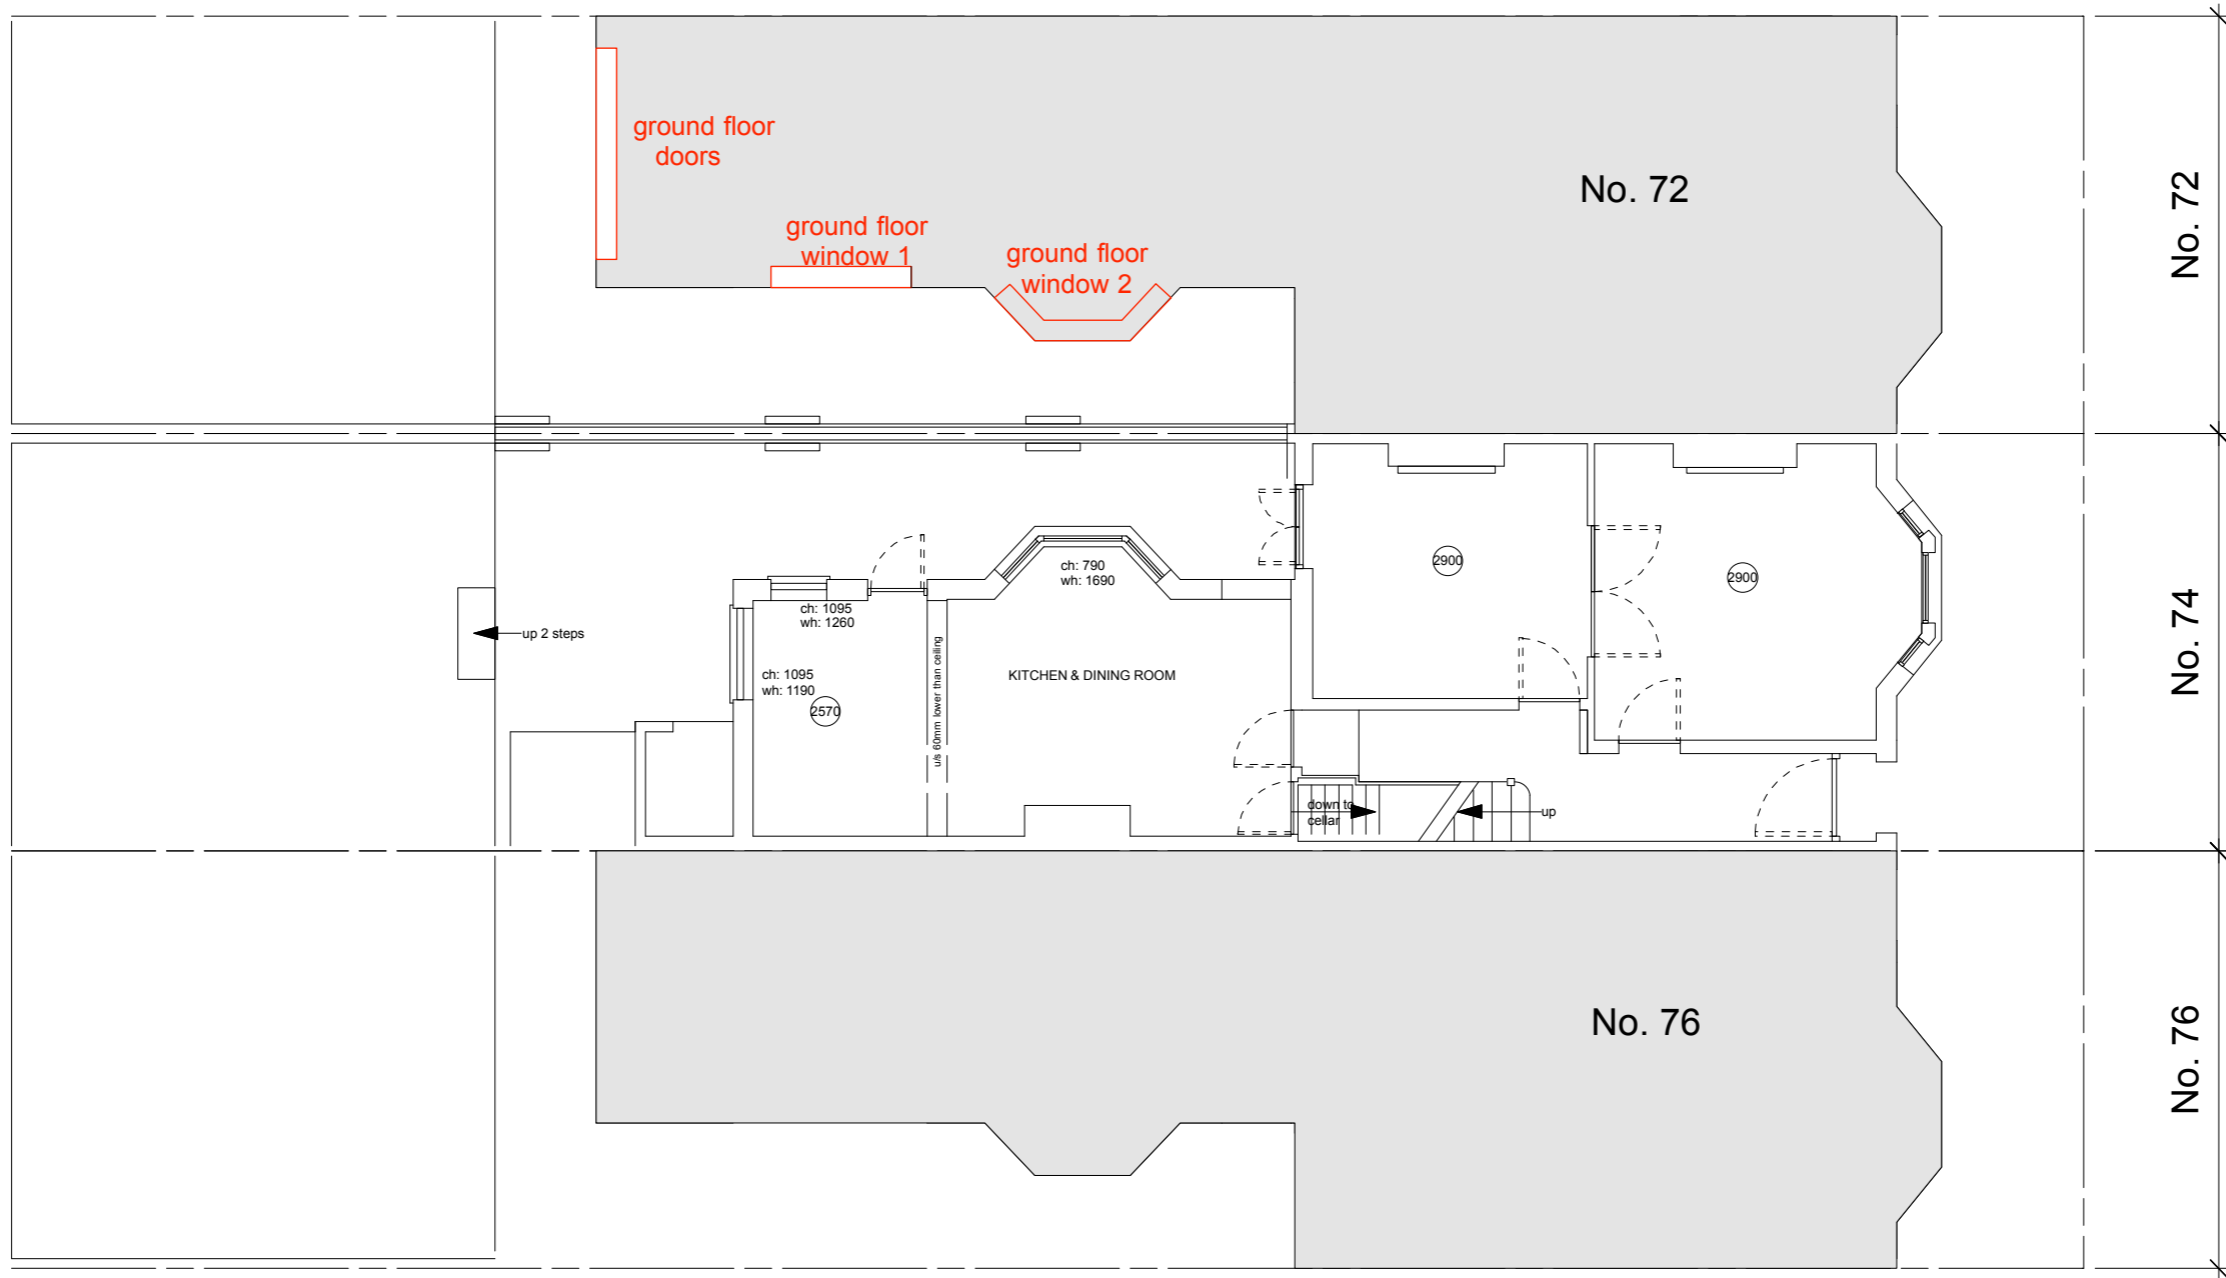 ground floor
doors
No. 72
No. 72
ground floor
window 1
ground floor
window 2
2900
2900
ch: 790
wh: 1690
ch: 1095
wh: 1260
up 2 steps
No. 74
ch: 1095
wh: 1190
2570
u/s 60mm lower than ceiling
KITCHEN & DINING ROOM
down to
cellar
up
No. 76
No. 76